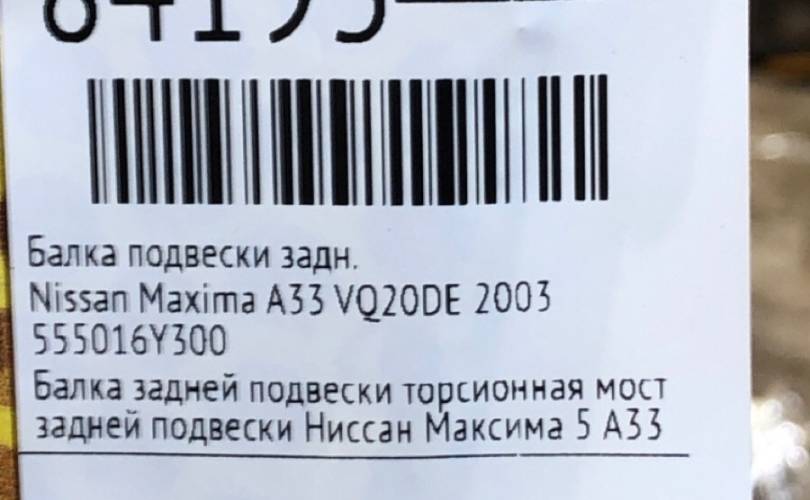 84193
Балка подвески задн.
Nissan Maxima A33 VQ20DE 2003
555016Y300
Балка задней подвески торсионная мост
задней подвески Ниссан Максима 5 А33